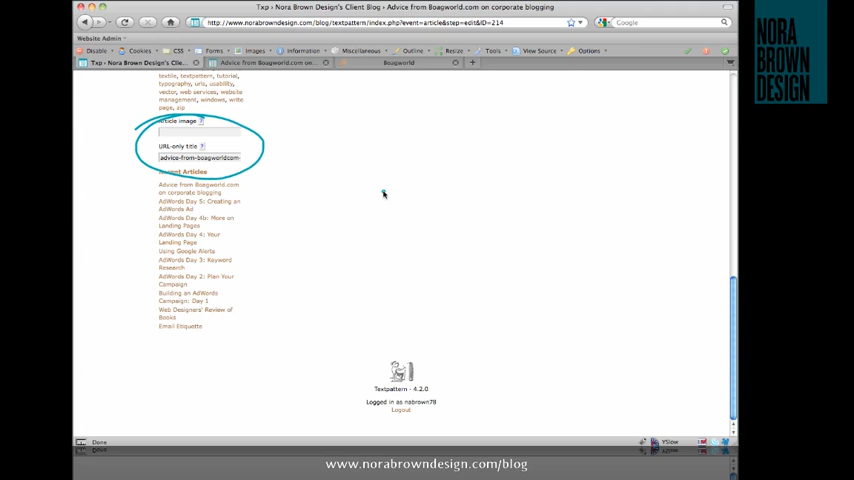 Txp › Nora Brown Design's Client Blog › Advice from Boagworld.com on corporate blogging
http://www.norabrowndesign.com/blog/textpattern/index.php?event=article&step=edit&ID=214
Google
Website Admin
Disable Cookies CSS Forms Images Information Miscellaneous Outline Resize Tools View Source Options
Txp › Nora Brown Design's Clien... Advice from Boagworld.com on... Boagworld
textile, textpattern, tutorial,
typography, urls, usability,
vector, web services, website
management, windows, write
page, zip
Article image ?
URL-only title ?
advice-from-boagworldcom-
Recent Articles
Advice from Boagworld.com
on corporate blogging
AdWords Day 5: Creating an
AdWords Ad
AdWords Day 4b: More on
Landing Pages
AdWords Day 4: Your
Landing Page
Using Google Alerts
AdWords Day 3: Keyword
Research
AdWords Day 2: Plan Your
Campaign
Building an AdWords
Campaign: Day 1
Web Designers' Review of
Books
Email Etiquette
Textpattern - 4.2.0
Logged in as nabrown78
Logout
Done
YSlow
www.norabrowndesign.com/blog
NORA
BROWN
DESIGN